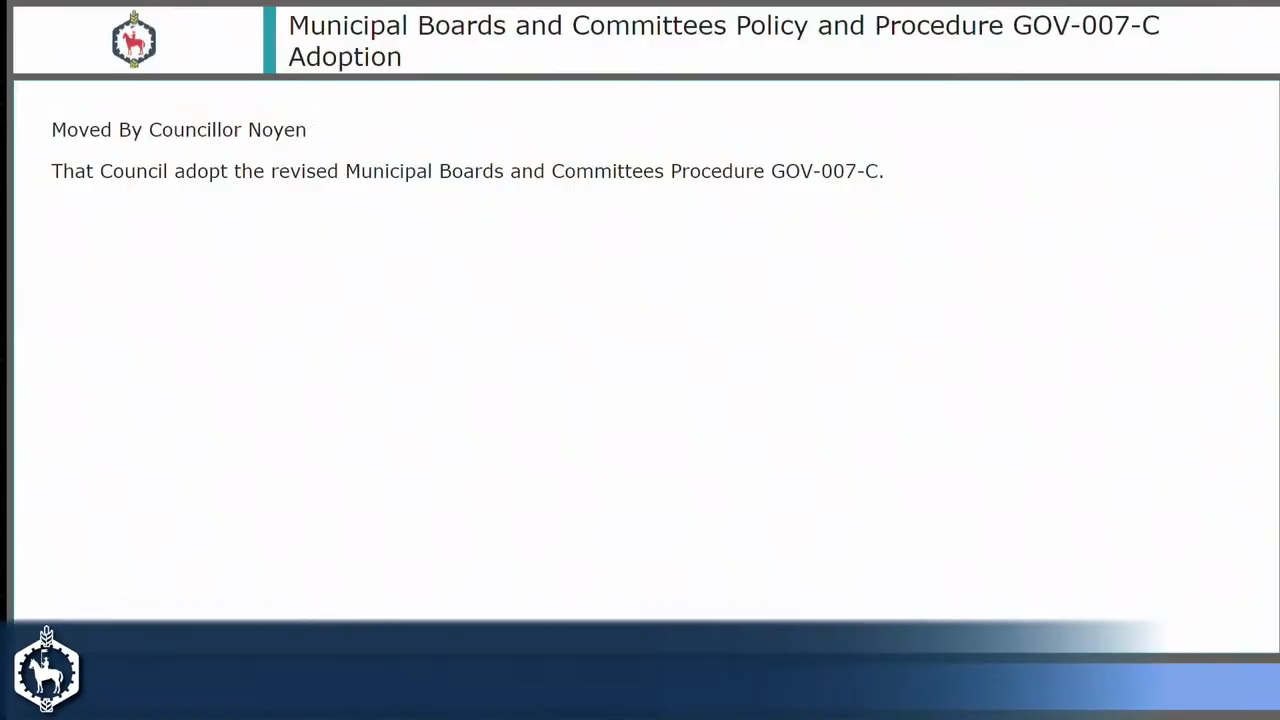 Municipal Boards and Committees Policy and Procedure GOV-007-C
Adoption
Moved By Councillor Noyen
That Council adopt the revised Municipal Boards and Committees Procedure GOV-007-C.